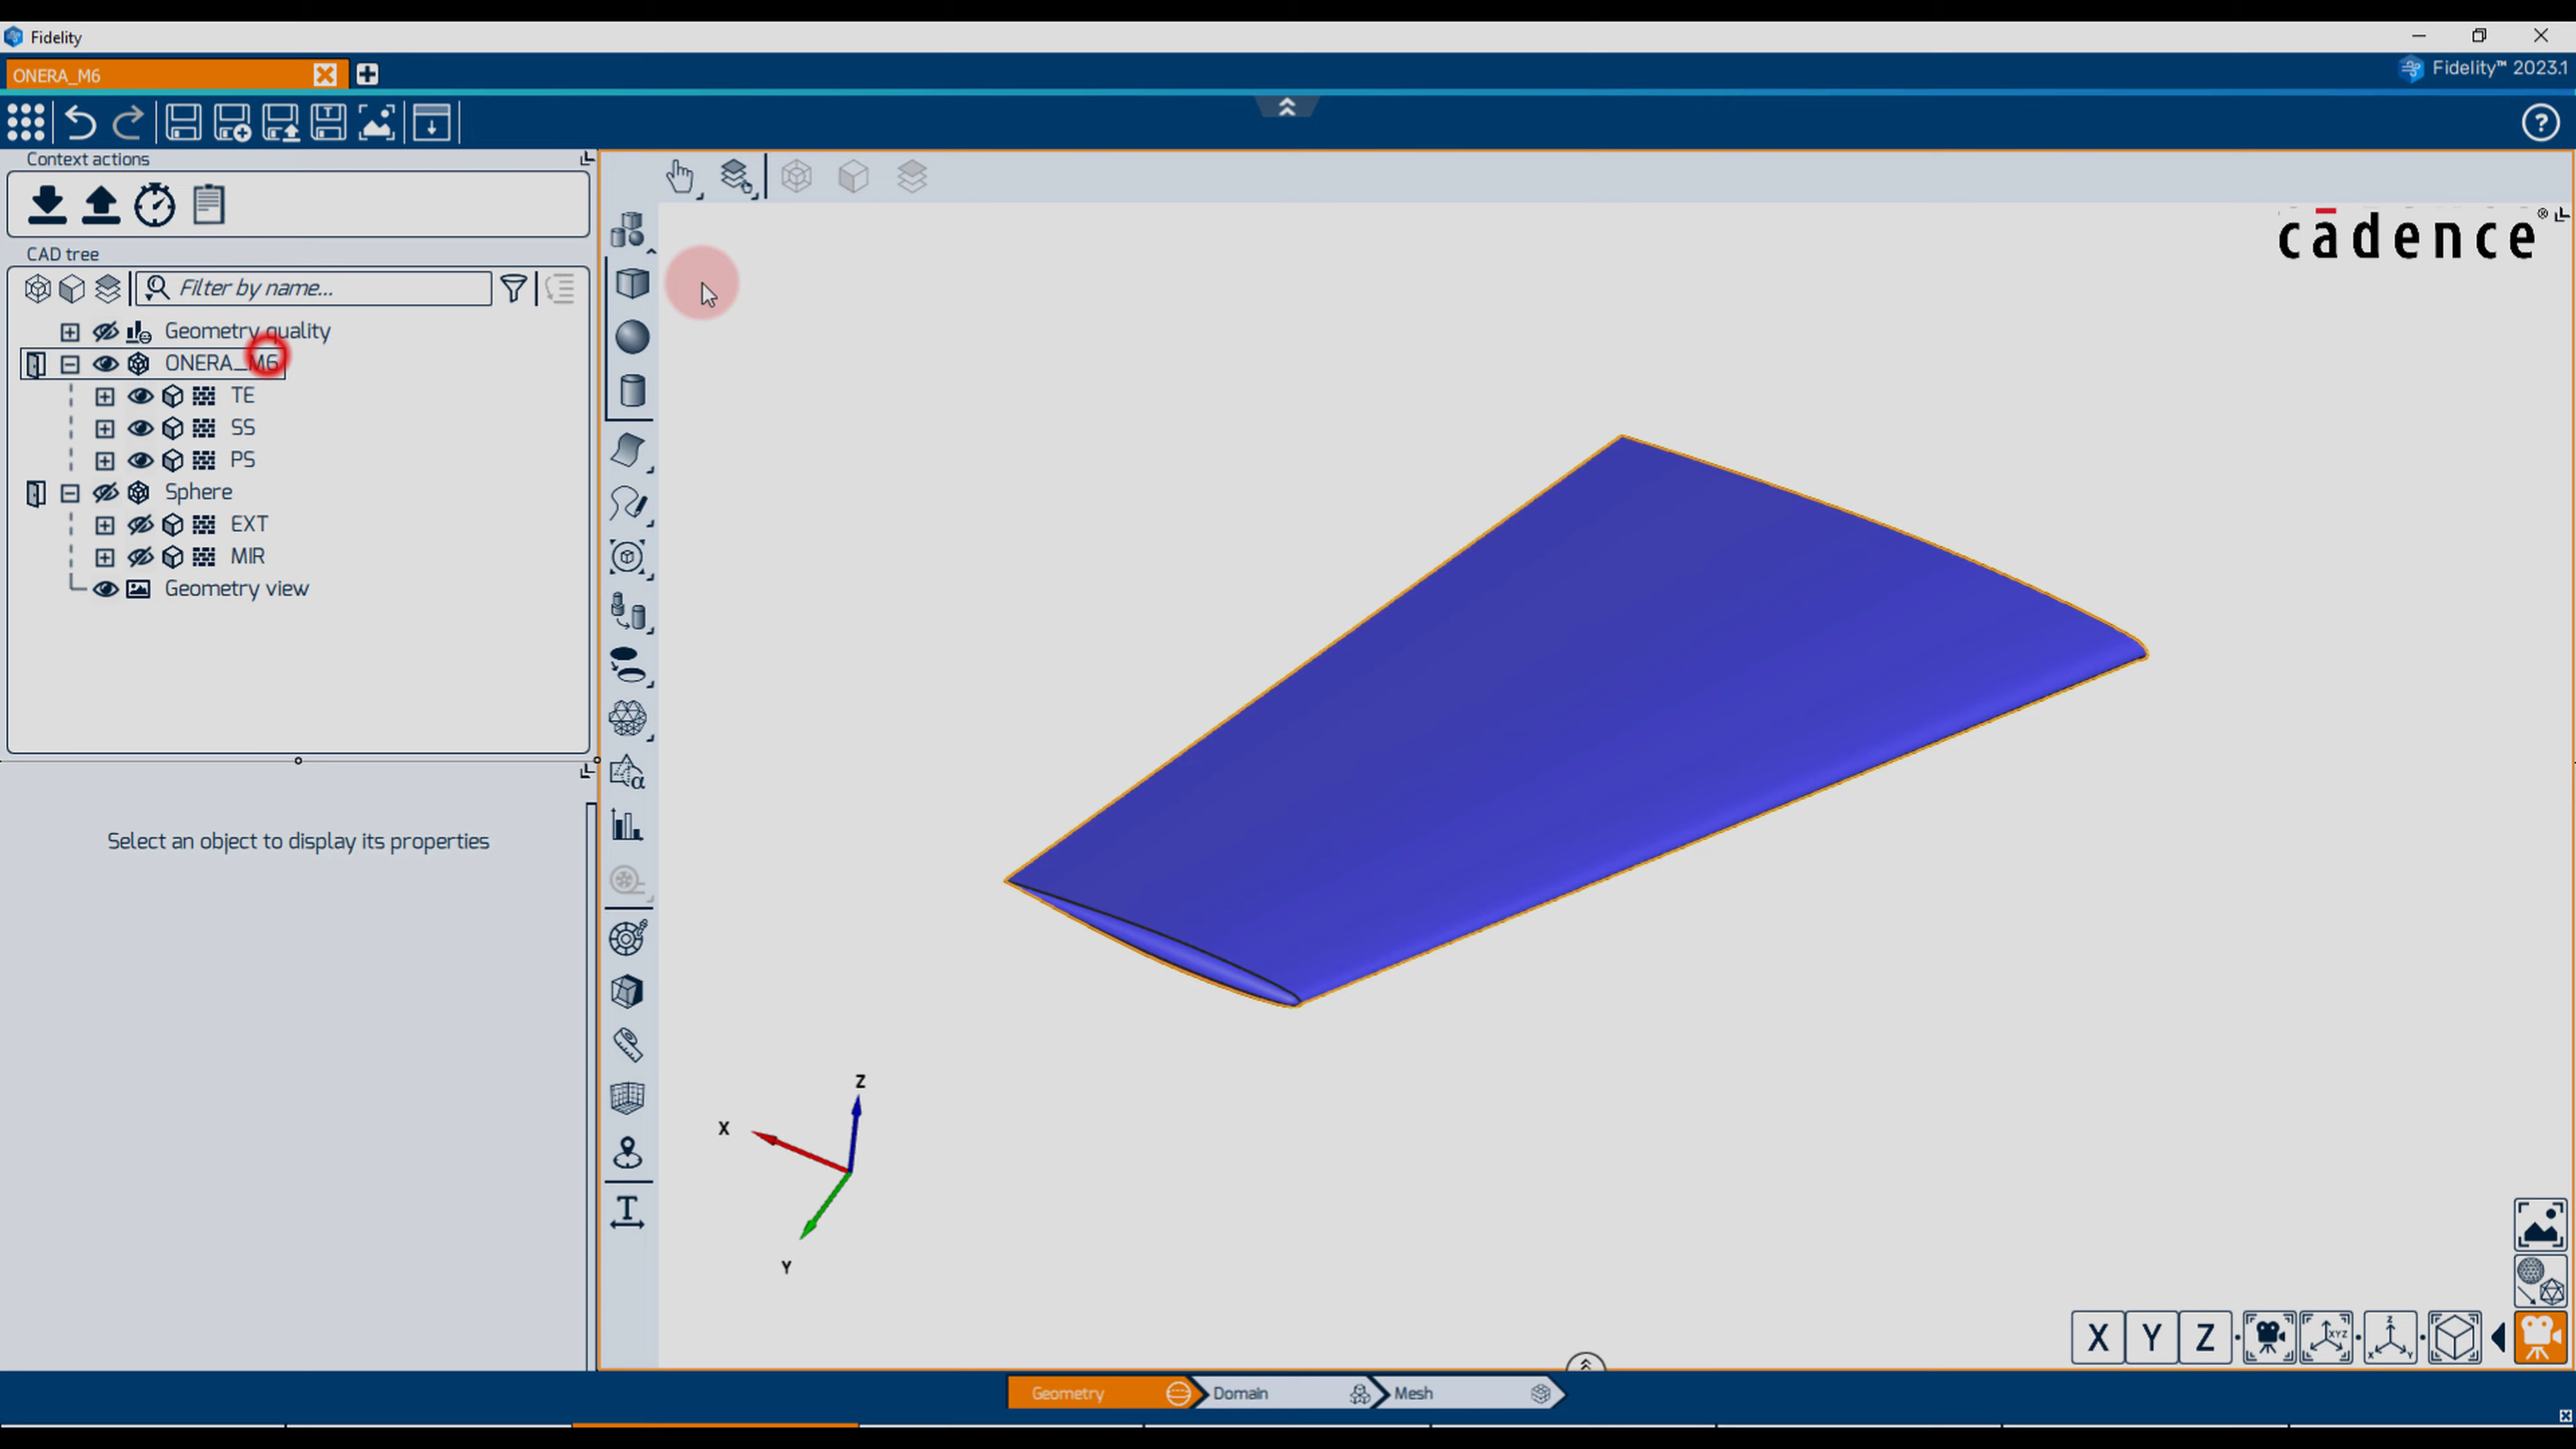 Fidelity
ONERA_M6
Fidelity™ 2023.1
Context actions
CAD tree
Filter by name...
Geometry quality
ONERA_M6
TE
SS
PS
Sphere
EXT
MIR
Geometry view
Select an object to display its properties
cādence®
Z
X
Y
X Y Z
Geometry
Domain
Mesh